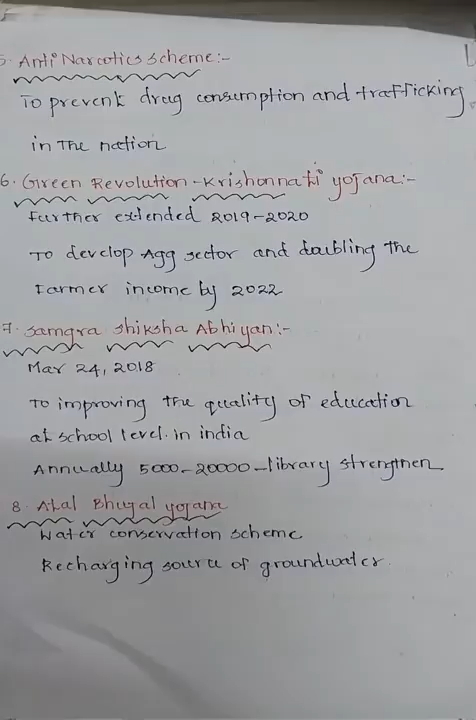 5. Anti Narcotics scheme:-
To prevent drug consumption and trafficking
in The nation
6. Green Revolution - Krishonnati yojana:-
Further extended 2019-2020
To develop Agg sector and doubling the
Farmer income by 2022
7. Samgra Shiksha Abhiyan:-
Mar 24, 2018
To improving the quality of education
at school level. in india
Annually 5000-20000 - library strengthen
8. Atal Bhujal yojana
Water conservation scheme
Recharging source of groundwater